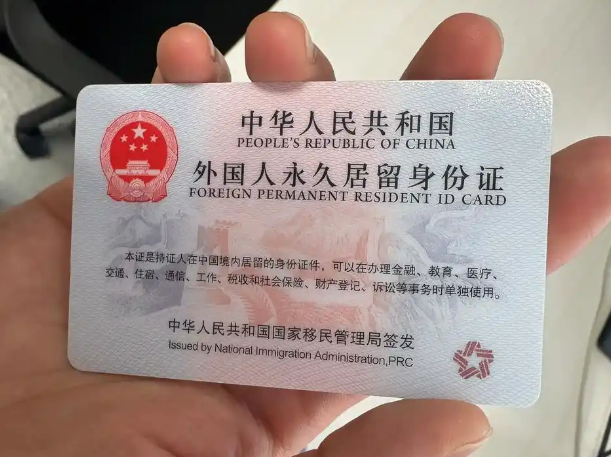 中华人民共和国
PEOPLE'S REPUBLIC OF CHINA
外国人永久居留身份证
FOREIGN PERMANENT RESIDENT ID CARD
本证是持证人在中国境内居留的身份证件，可以在办理金融、教育、医疗、
交通、住宿、通信、工作、税收和社会保险、财产登记、诉讼等事务时单独使用。
中华人民共和国国家移民管理局签发
Issued by National Immigration Administration,PRC